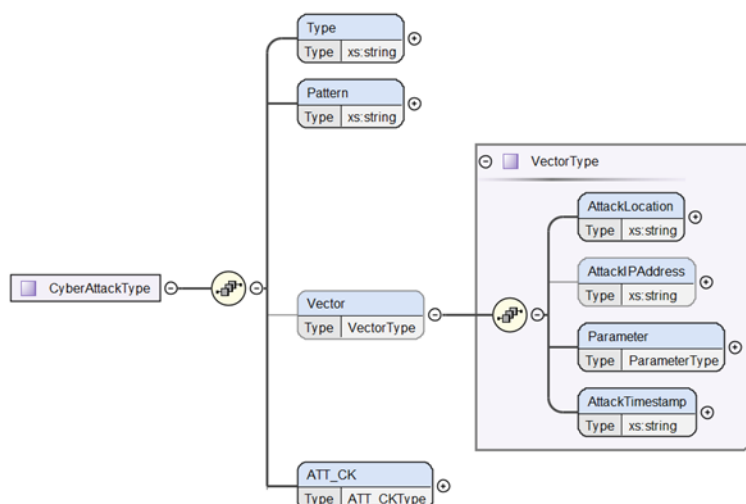 Type
Type xs:string
Pattern
Type xs:string
VectorType
AttackLocation
Type xs:string
CyberAttackType
Vector
Type VectorType
AttackIPAddress
Type xs:string
Parameter
Type ParameterType
AttackTimestamp
Type xs:string
ATT_CK
Type ATT_CKType